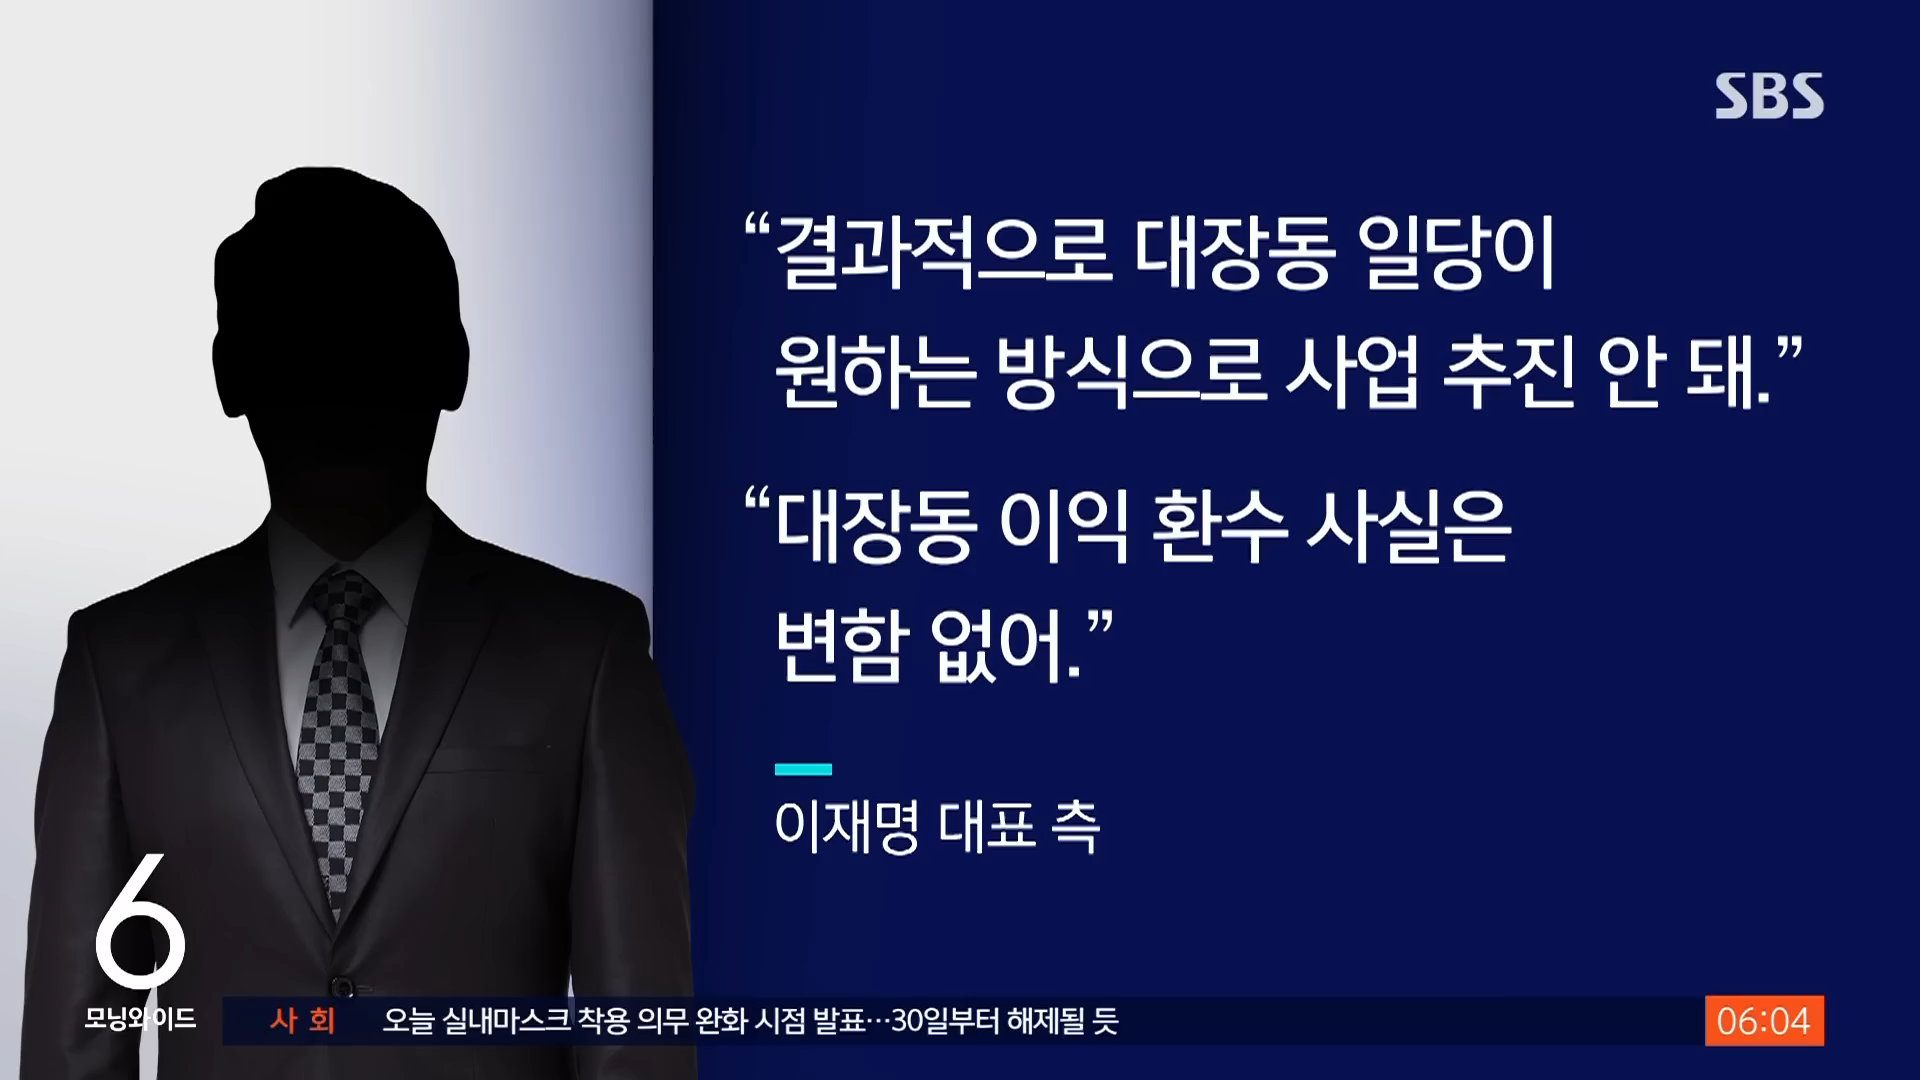 SBS
“결과적으로 대장동 일당이
원하는 방식으로 사업 추진 안 돼.”
“대장동 이익 환수 사실은
변함 없어.”
이재명 대표 측
6
모닝와이드
사 회 오늘 실내마스크 착용 의무 완화 시점 발표…30일부터 해제될 듯 06:04